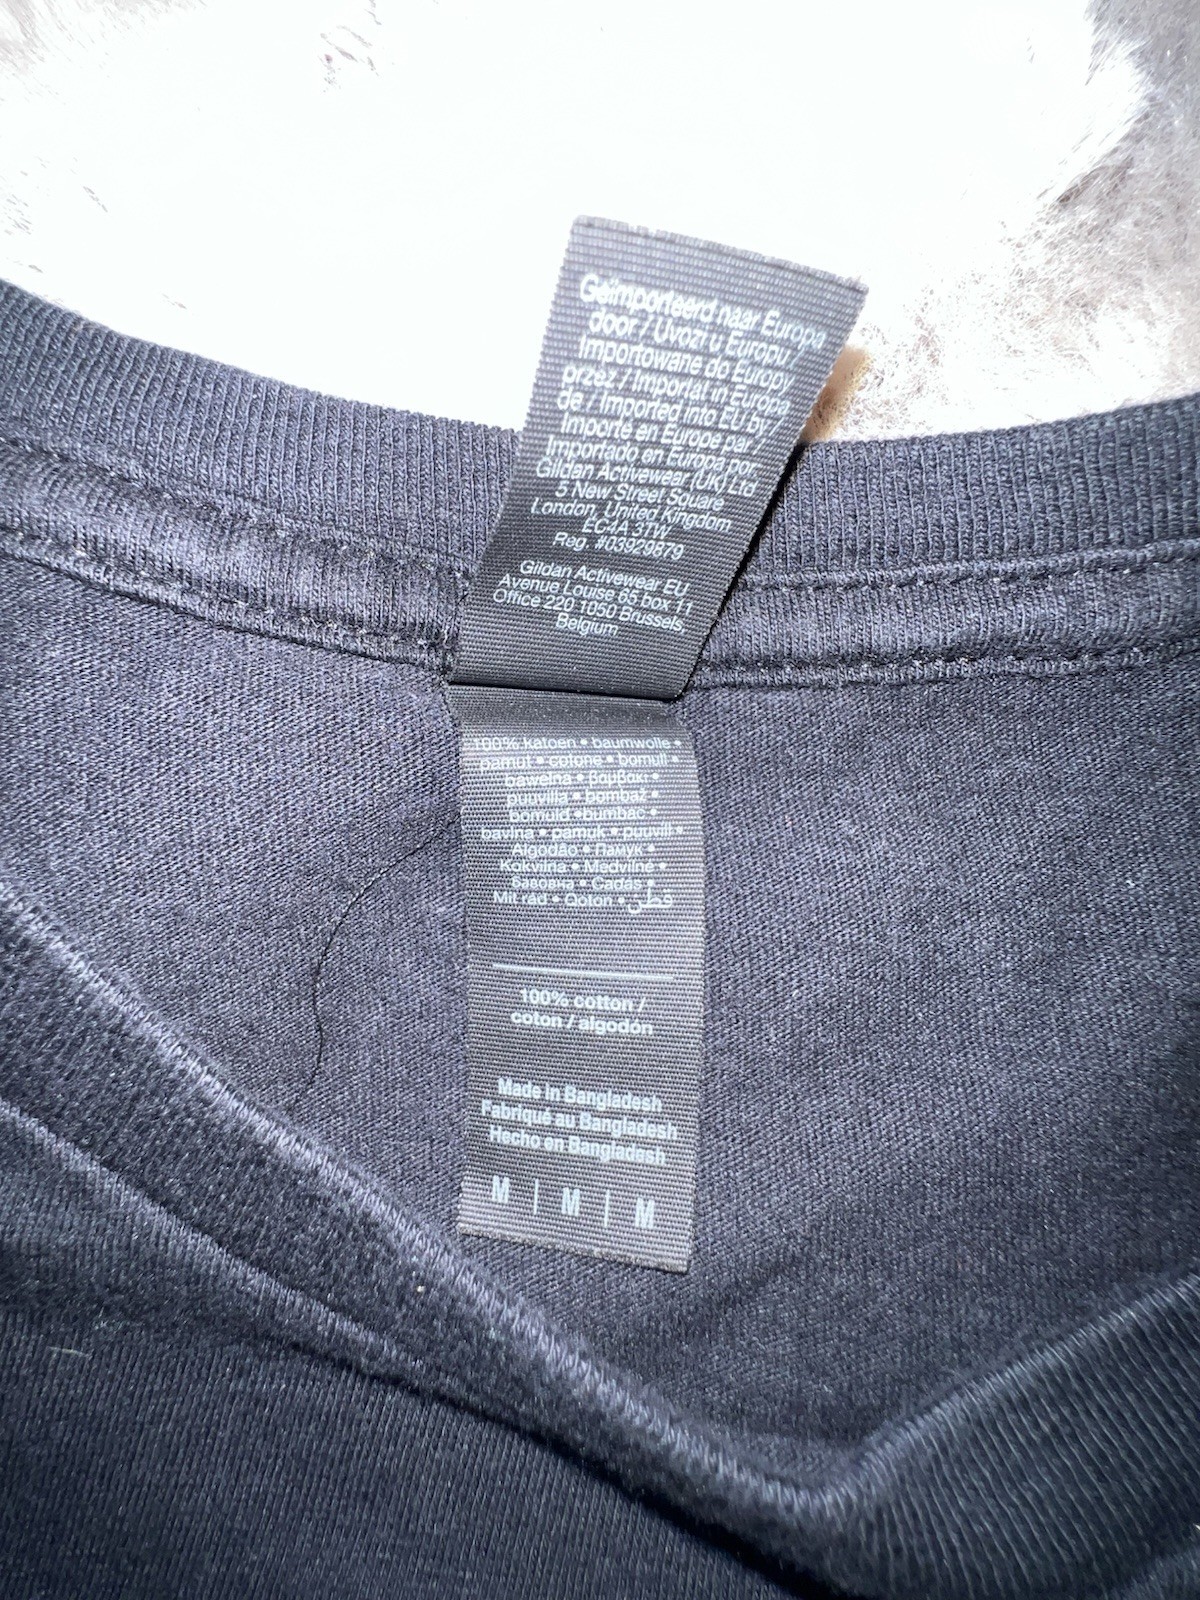 Geïmporteerd naar Europa
door / Uvozi u Europu /
Importowane do Europy
przez / Importat in Europa
de / Imported into EU by /
Importé en Europe par /
Importado en Europa por
Gildan Activewear (UK) Ltd
5 New Street Square
London, United Kingdom
EC4A 3TW
Reg. #03929879
Gildan Activewear EU
Avenue Louise 65 box 11
Office 220 1050 Brussels,
Belgium
100% katoen • baumwolle •
pamut • cotone • bomull •
bawełna • βαμβακι •
puuvilla • bombaž •
bomuld • bumbac •
bavlna • pamuk • puuvill •
Algodão • Памук •
Kokvilna • Medvilnė •
Бавовна • Cadás •
Mit rád • Qoton • قطن
100% cotton /
coton / algodón
Made in Bangladesh
Fabriqué au Bangladesh
Hecho en Bangladesh
M | M | M